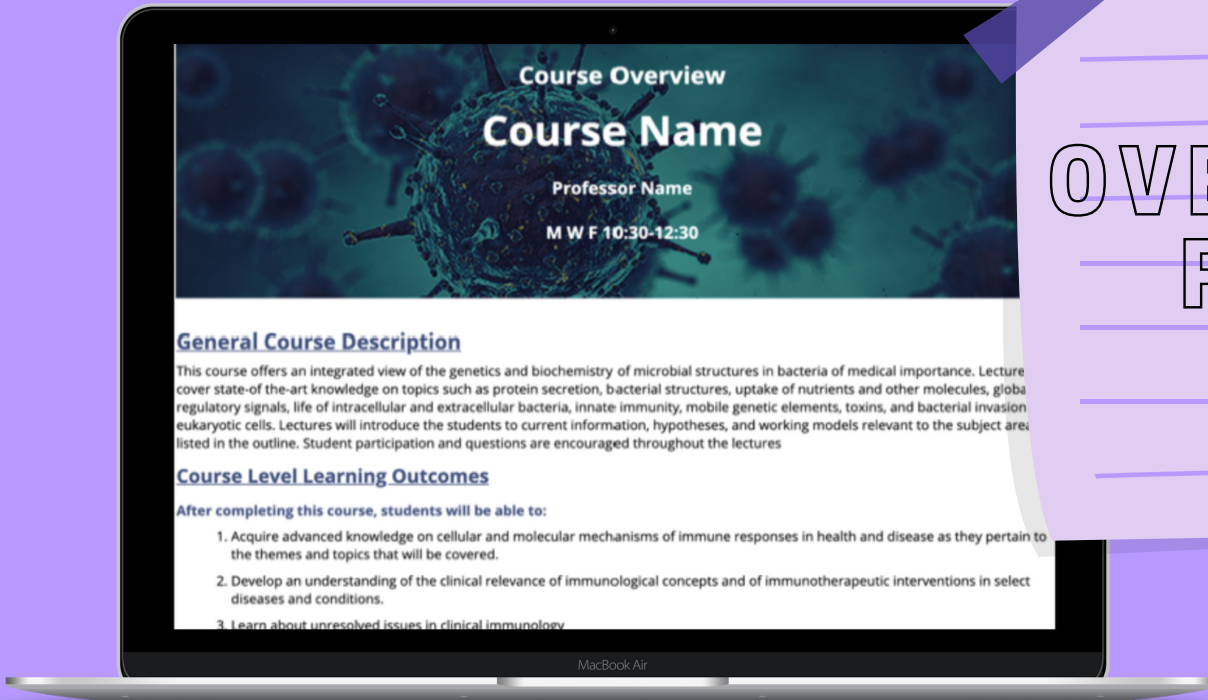 Course Overview
Course Name
Professor Name
M W F 10:30-12:30
General Course Description
This course offers an integrated view of the genetics and biochemistry of microbial structures in bacteria of medical importance. Lecture
cover state-of the-art knowledge on topics such as protein secretion, bacterial structures, uptake of nutrients and other molecules, globa
regulatory signals, life of intracellular and extracellular bacteria, innate immunity, mobile genetic elements, toxins, and bacterial invasion
eukaryotic cells. Lectures will introduce the students to current information, hypotheses, and working models relevant to the subject area
listed in the outline. Student participation and questions are encouraged throughout the lectures
Course Level Learning Outcomes
After completing this course, students will be able to:
1. Acquire advanced knowledge on cellular and molecular mechanisms of immune responses in health and disease as they pertain to
the themes and topics that will be covered.
2. Develop an understanding of the clinical relevance of immunological concepts and of immunotherapeutic interventions in select
diseases and conditions.
3. Learn about unresolved issues in clinical immunology
MacBook Air
OV